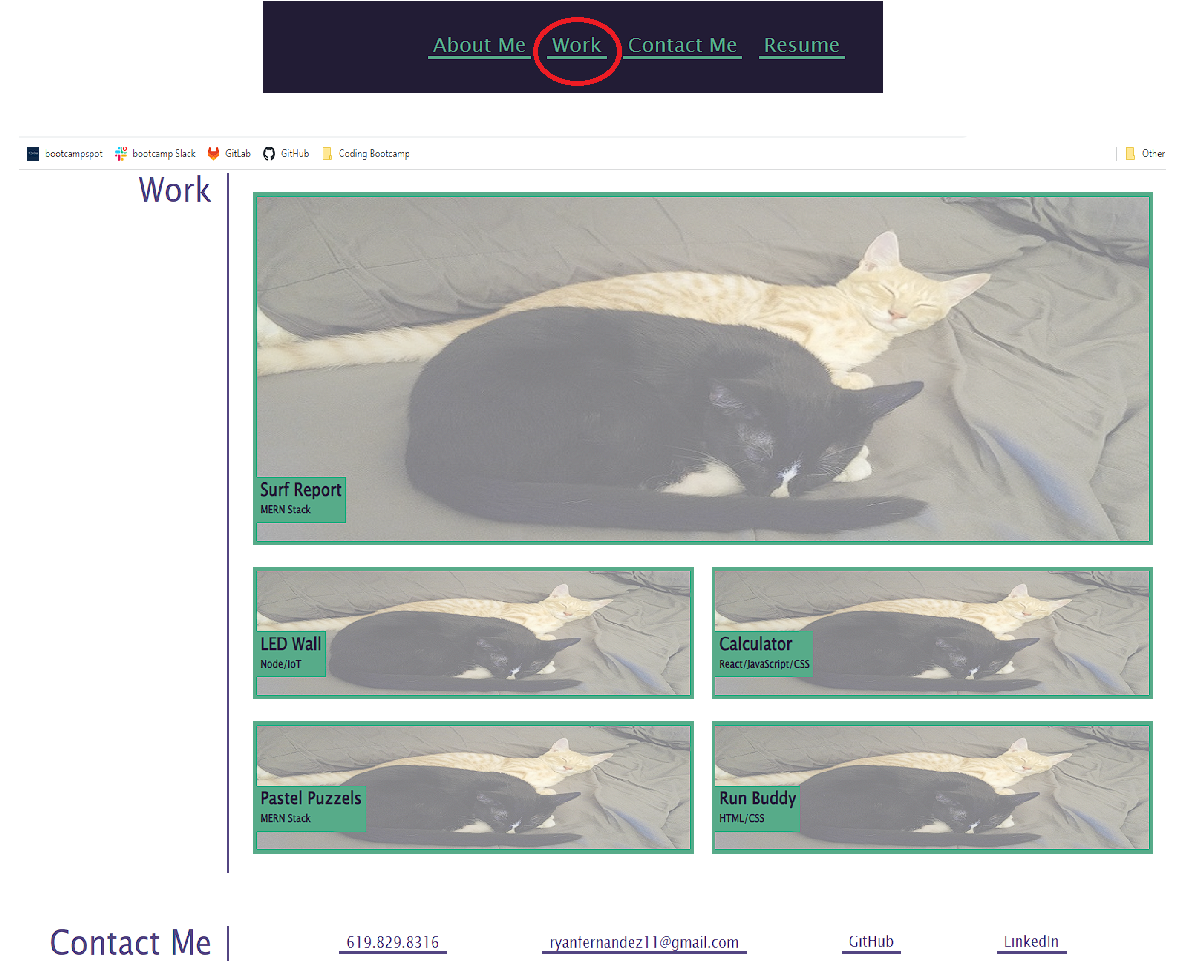 About Me Work Contact Me Resume
bootcampspot bootcamp Slack GitLab GitHub Coding Bootcamp Other
Work
Surf Report
MERN Stack
LED Wall
Node/IoT
Calculator
React/JavaScript/CSS
Pastel Puzzels
MERN Stack
Run Buddy
HTML/CSS
Contact Me 619.829.8316 ryanfernandez11@gmail.com GitHub LinkedIn